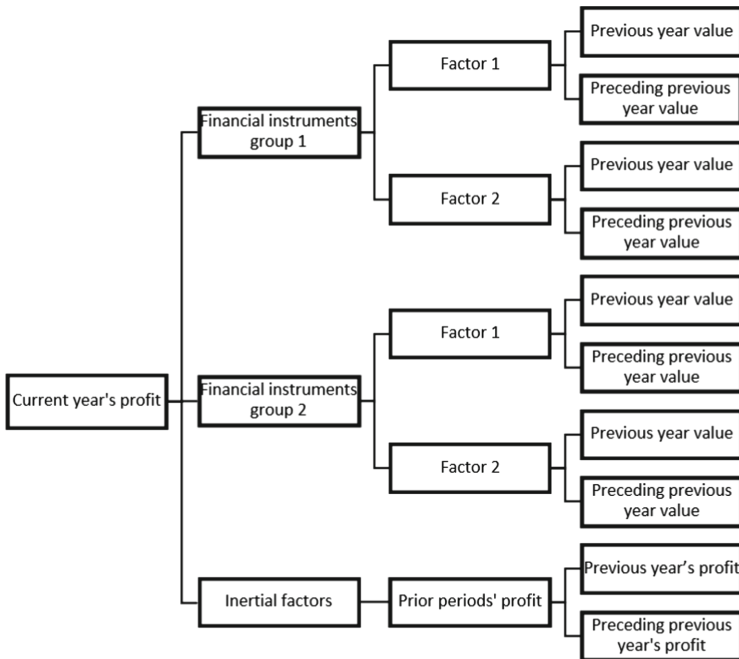 Current year's profit
Financial instruments
group 1
Factor 1
Previous year value
Preceding previous
year value
Factor 2
Previous year value
Preceding previous
year value
Financial instruments
group 2
Factor 1
Previous year value
Preceding previous
year value
Factor 2
Previous year value
Preceding previous
year value
Inertial factors
Prior periods' profit
Previous year’s profit
Preceding previous
year's profit